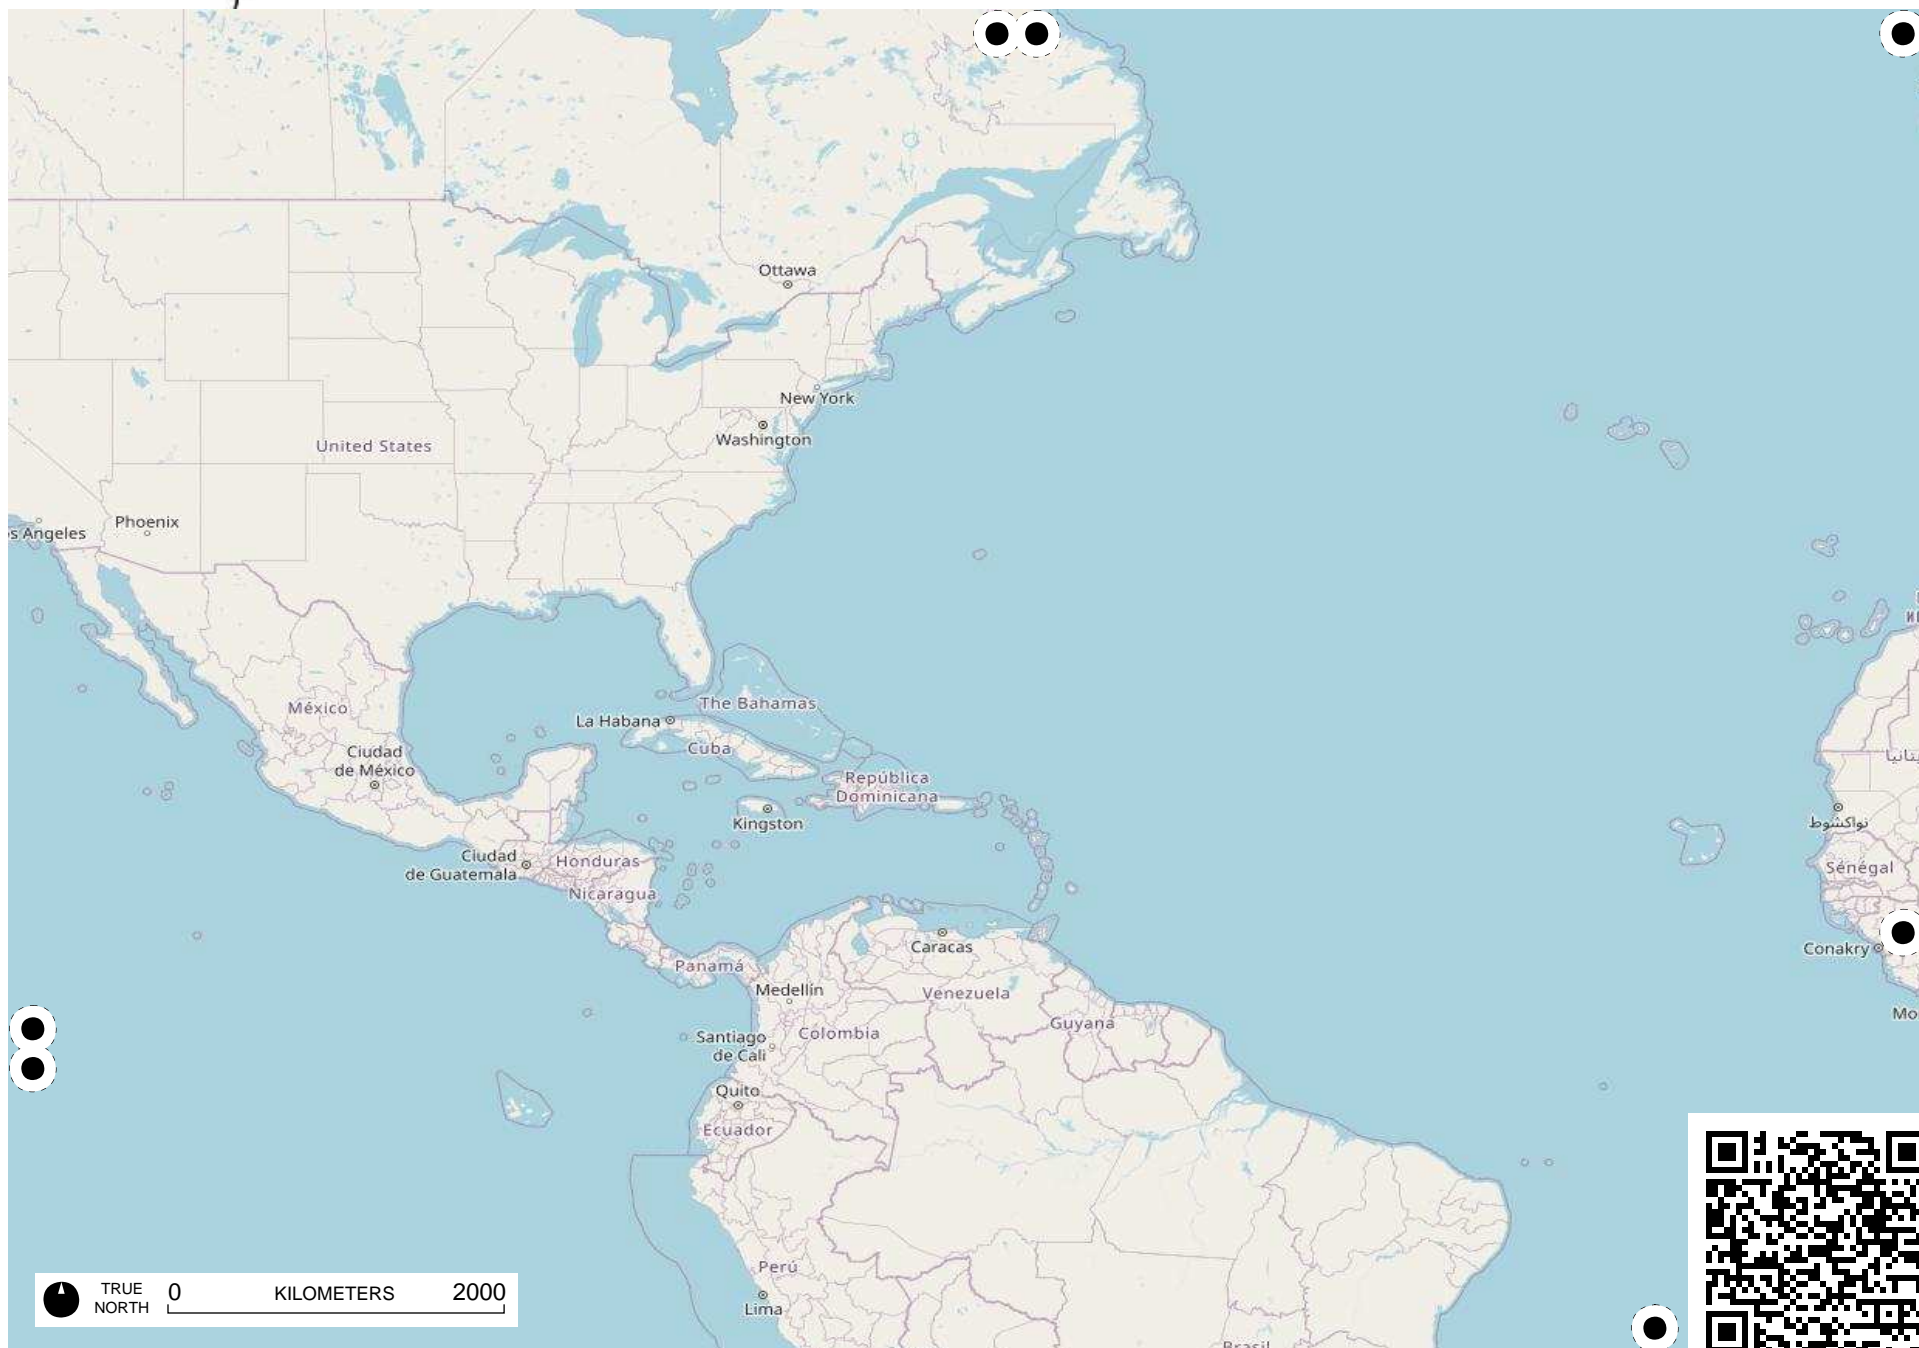 Ottawa
New York
Washington
United States
Phoenix
s Angeles
The Bahamas
México
La Habana
Cuba
Ciudad
de México
República
Dominicana
Kingston
نواكشوط
Ciudad
de Guatemala
Honduras
Sénégal
Nicaragua
Caracas
Conakry
Panamá
Medellín
Venezuela
Mo
Guyana
Santiago
de Cali
Colombia
Quito
Ecuador
Perú
Lima
TRUE
NORTH
0 KILOMETERS 2000
Brasil